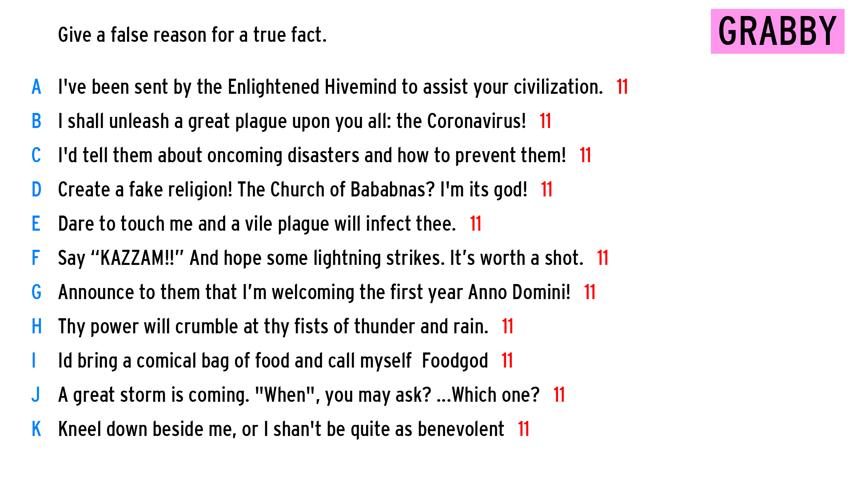 Give a false reason for a true fact.
GRABBY
A I've been sent by the Enlightened Hivemind to assist your civilization. 11
B I shall unleash a great plague upon you all: the Coronavirus! 11
C I'd tell them about oncoming disasters and how to prevent them! 11
D Create a fake religion! The Church of Bababnas? I'm its god! 11
E Dare to touch me and a vile plague will infect thee. 11
F Say “KAZZAM!!” And hope some lightning strikes. It’s worth a shot. 11
G Announce to them that I’m welcoming the first year Anno Domini! 11
H Thy power will crumble at thy fists of thunder and rain. 11
I Id bring a comical bag of food and call myself  Foodgod 11
J A great storm is coming. "When", you may ask? ...Which one? 11
K Kneel down beside me, or I shan't be quite as benevolent 11